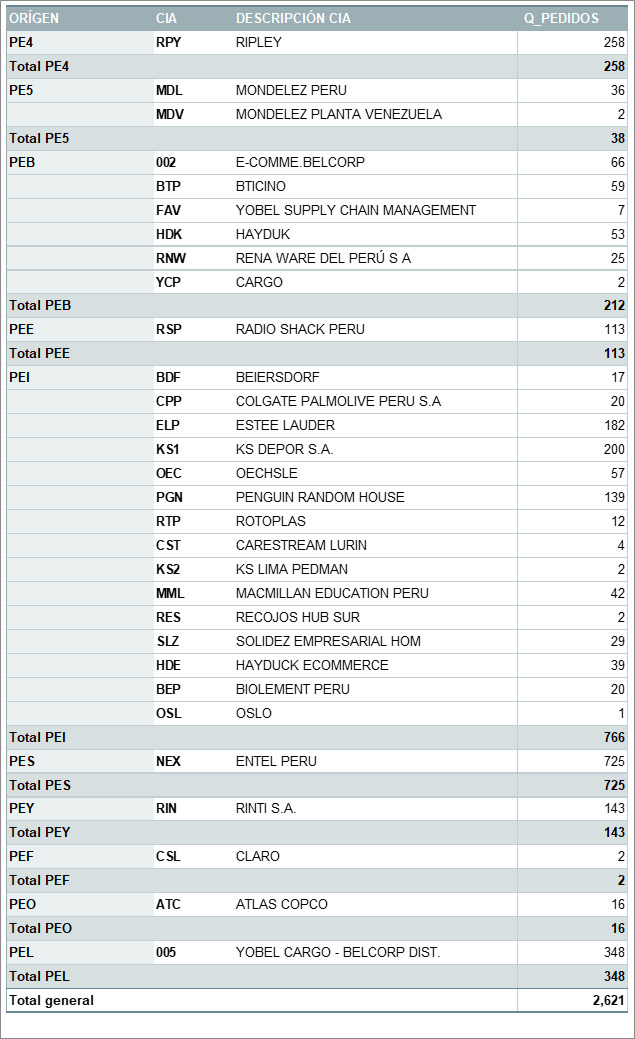 ORÍGEN CIA DESCRIPCIÓN CIA Q_PEDIDOS
PE4 RPY RIPLEY 258
Total PE4 258
PE5 MDL MONDELEZ PERU 36
MDV MONDELEZ PLANTA VENEZUELA 2
Total PE5 38
PEB 002 E-COMME.BELCORP 66
BTP BTICINO 59
FAV YOBEL SUPPLY CHAIN MANAGEMENT 7
HDK HAYDUK 53
RNW RENA WARE DEL PERÚ S A 25
YCP CARGO 2
Total PEB 212
PEE RSP RADIO SHACK PERU 113
Total PEE 113
PEI BDF BEIERSDORF 17
CPP COLGATE PALMOLIVE PERU S.A 20
ELP ESTEE LAUDER 182
KS1 KS DEPOR S.A. 200
OEC OECHSLE 57
PGN PENGUIN RANDOM HOUSE 139
RTP ROTOPLAS 12
CST CARESTREAM LURIN 4
KS2 KS LIMA PEDMAN 2
MML MACMILLAN EDUCATION PERU 42
RES RECOJOS HUB SUR 2
SLZ SOLIDEZ EMPRESARIAL HOM 29
HDE HAYDUCK ECOMMERCE 39
BEP BIOLEMENT PERU 20
OSL OSLO 1
Total PEI 766
PES NEX ENTEL PERU 725
Total PES 725
PEY RIN RINTI S.A. 143
Total PEY 143
PEF CSL CLARO 2
Total PEF 2
PEO ATC ATLAS COPCO 16
Total PEO 16
PEL 005 YOBEL CARGO - BELCORP DIST. 348
Total PEL 348
Total general 2,621